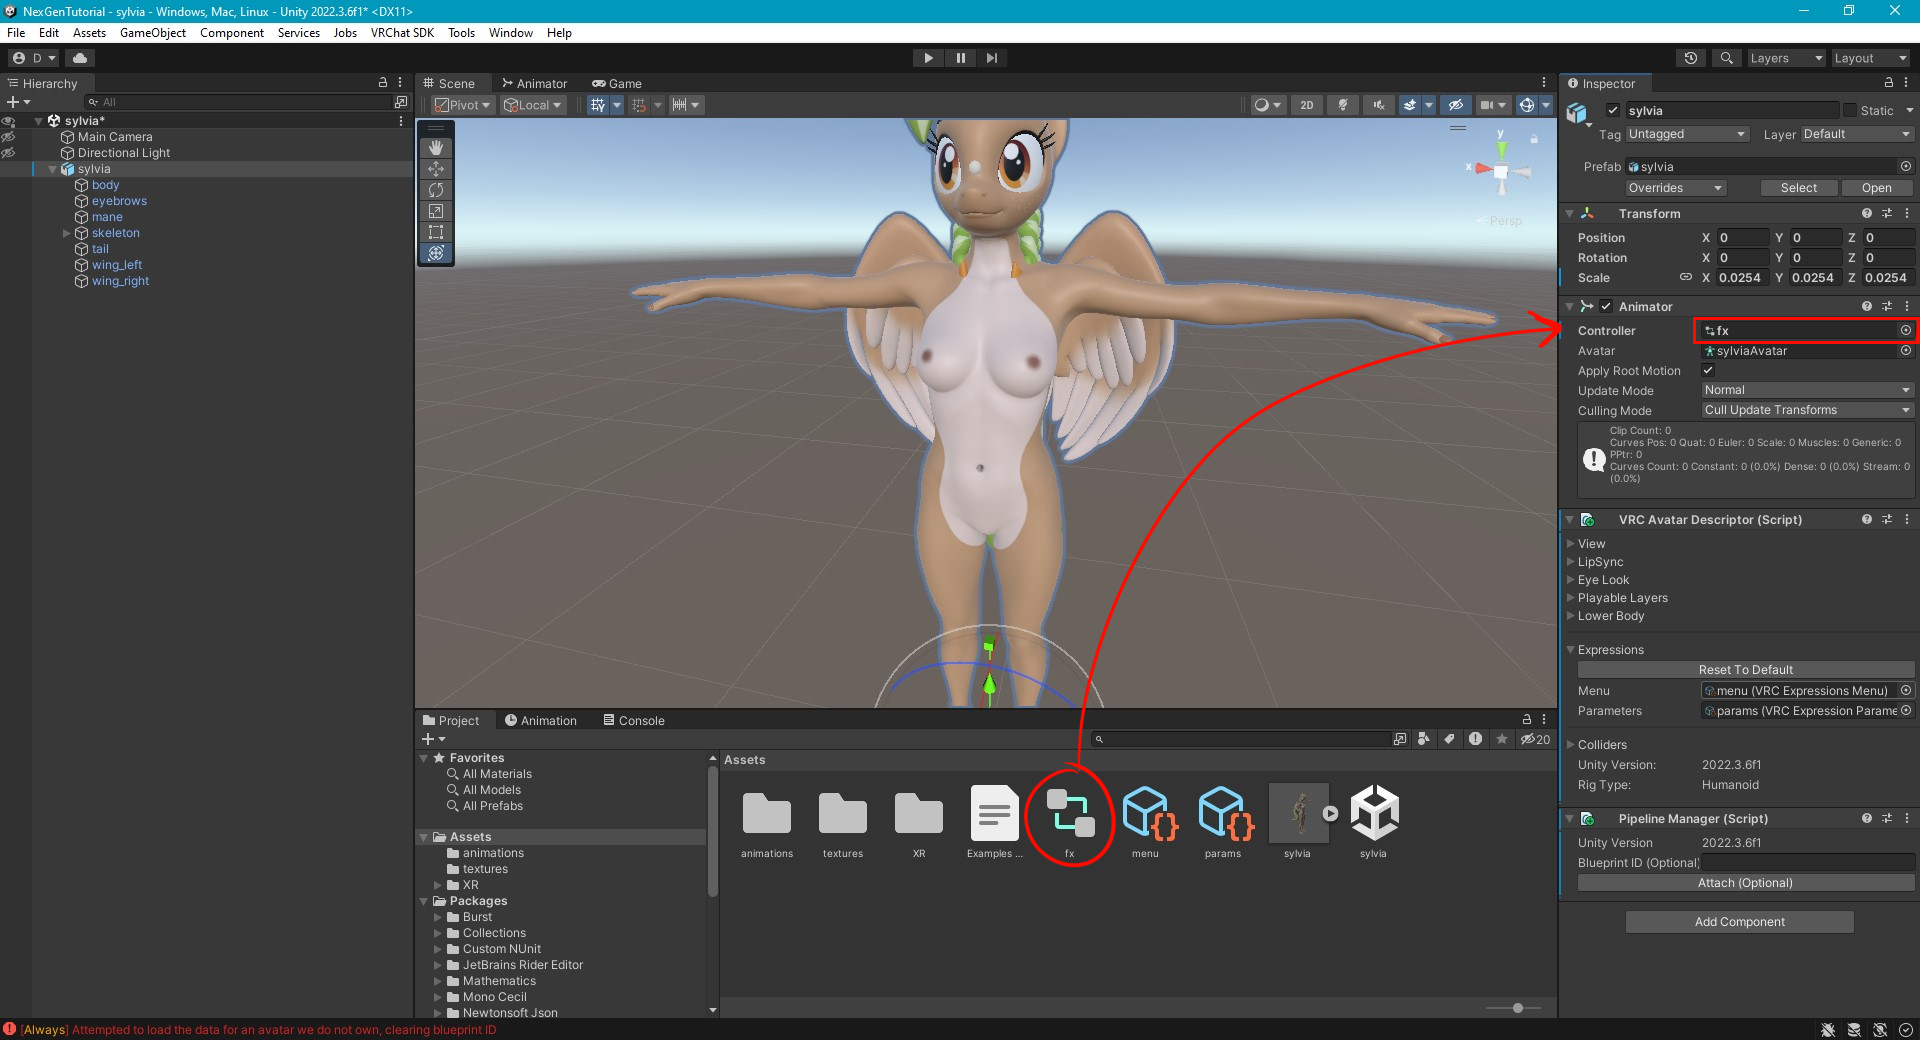 NexGenTutorial - sylvia - Windows, Mac, Linux - Unity 2022.3.6f1* <DX11>
File Edit Assets GameObject Component Services Jobs VRChat SDK Tools Window Help
D
Layers
Layout
Hierarchy
All
sylvia*
Main Camera
Directional Light
sylvia
body
eyebrows
mane
skeleton
tail
wing_left
wing_right
Scene
Animator
Game
Pivot
Local
2D
y
x
Persp
Inspector
sylvia
Static
Tag Untagged Layer Default
Prefab sylvia
Overrides Select Open
Transform
Position X 0 Y 0 Z 0
Rotation X 0 Y 0 Z 0
Scale X 0.0254 Y 0.0254 Z 0.0254
Animator
Controller fx
Avatar sylviaAvatar
Apply Root Motion
Update Mode Normal
Culling Mode Cull Update Transforms
Clip Count: 0
Curves Pos: 0 Quat: 0 Euler: 0 Scale: 0 Muscles: 0 Generic: 0
PPtr: 0
Curves Count: 0 Constant: 0 (0.0%) Dense: 0 (0.0%) Stream: 0
(0.0%)
VRC Avatar Descriptor (Script)
View
LipSync
Eye Look
Playable Layers
Lower Body
Expressions
Reset To Default
Menu menu (VRC Expressions Menu)
Parameters params (VRC Expression Parame
Colliders
Unity Version: 2022.3.6f1
Rig Type: Humanoid
Pipeline Manager (Script)
Unity Version 2022.3.6f1
Blueprint ID (Optional)
Attach (Optional)
Add Component
Project
Animation
Console
20
Favorites
All Materials
All Models
All Prefabs
Assets
animations
textures
XR
Packages
Burst
Collections
Custom NUnit
JetBrains Rider Editor
Mathematics
Mono Cecil
Newtonsoft Json
Assets
animations textures XR Examples ... fx menu params sylvia sylvia
[Always] Attempted to load the data for an avatar we do not own, clearing blueprint ID